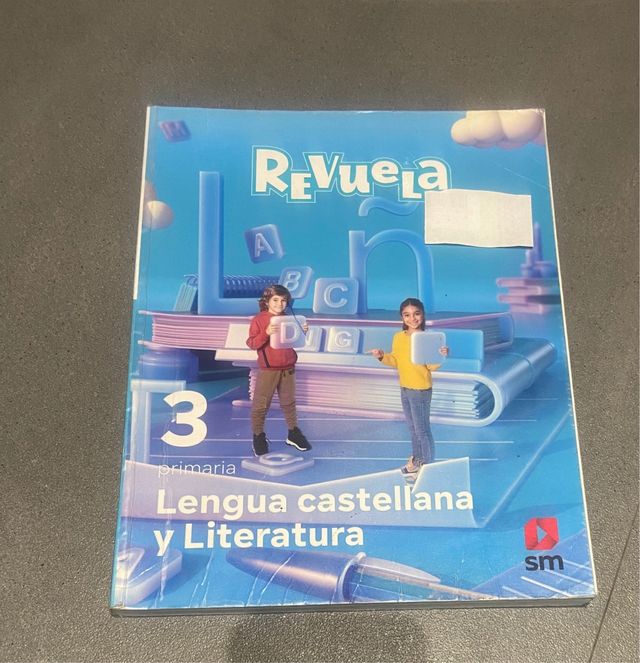 M
ReVueLa
L ñ
A
B
C
D J G
3
primaria
Lengua castellana
y Literatura
sm